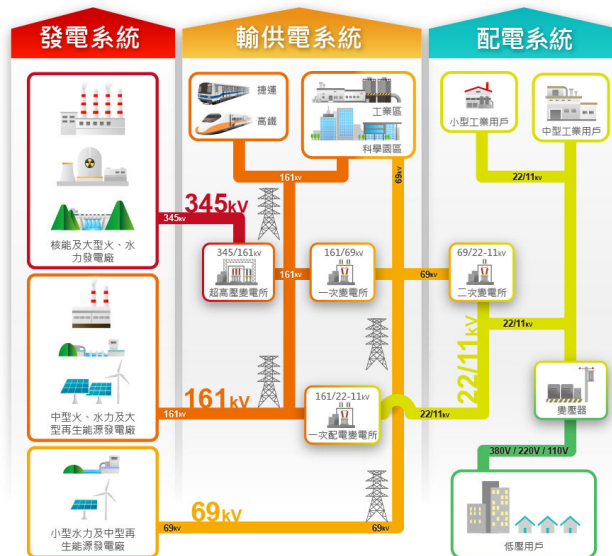 發電系統
輸供電系統
配電系統
核能及大型火、水
力發電廠
345kV
345kV
中型火、水力及大
型再生能源發電廠
161kV
161kV
小型水力及中型再
生能源發電廠
69kV
69kV
69kV
捷運
高鐵
工業區
科學園區
161kV
69kV
345/161kV
超高壓變電所
161kV
161/69kV
一次變電所
69kV
69/22-11kV
二次變電所
161/22-11kV
一次配電變電所
22/11kV
22/11kV
小型工業用戶
中型工業用戶
22/11kV
22/11kV
變壓器
380V / 220V / 110V
低壓用戶